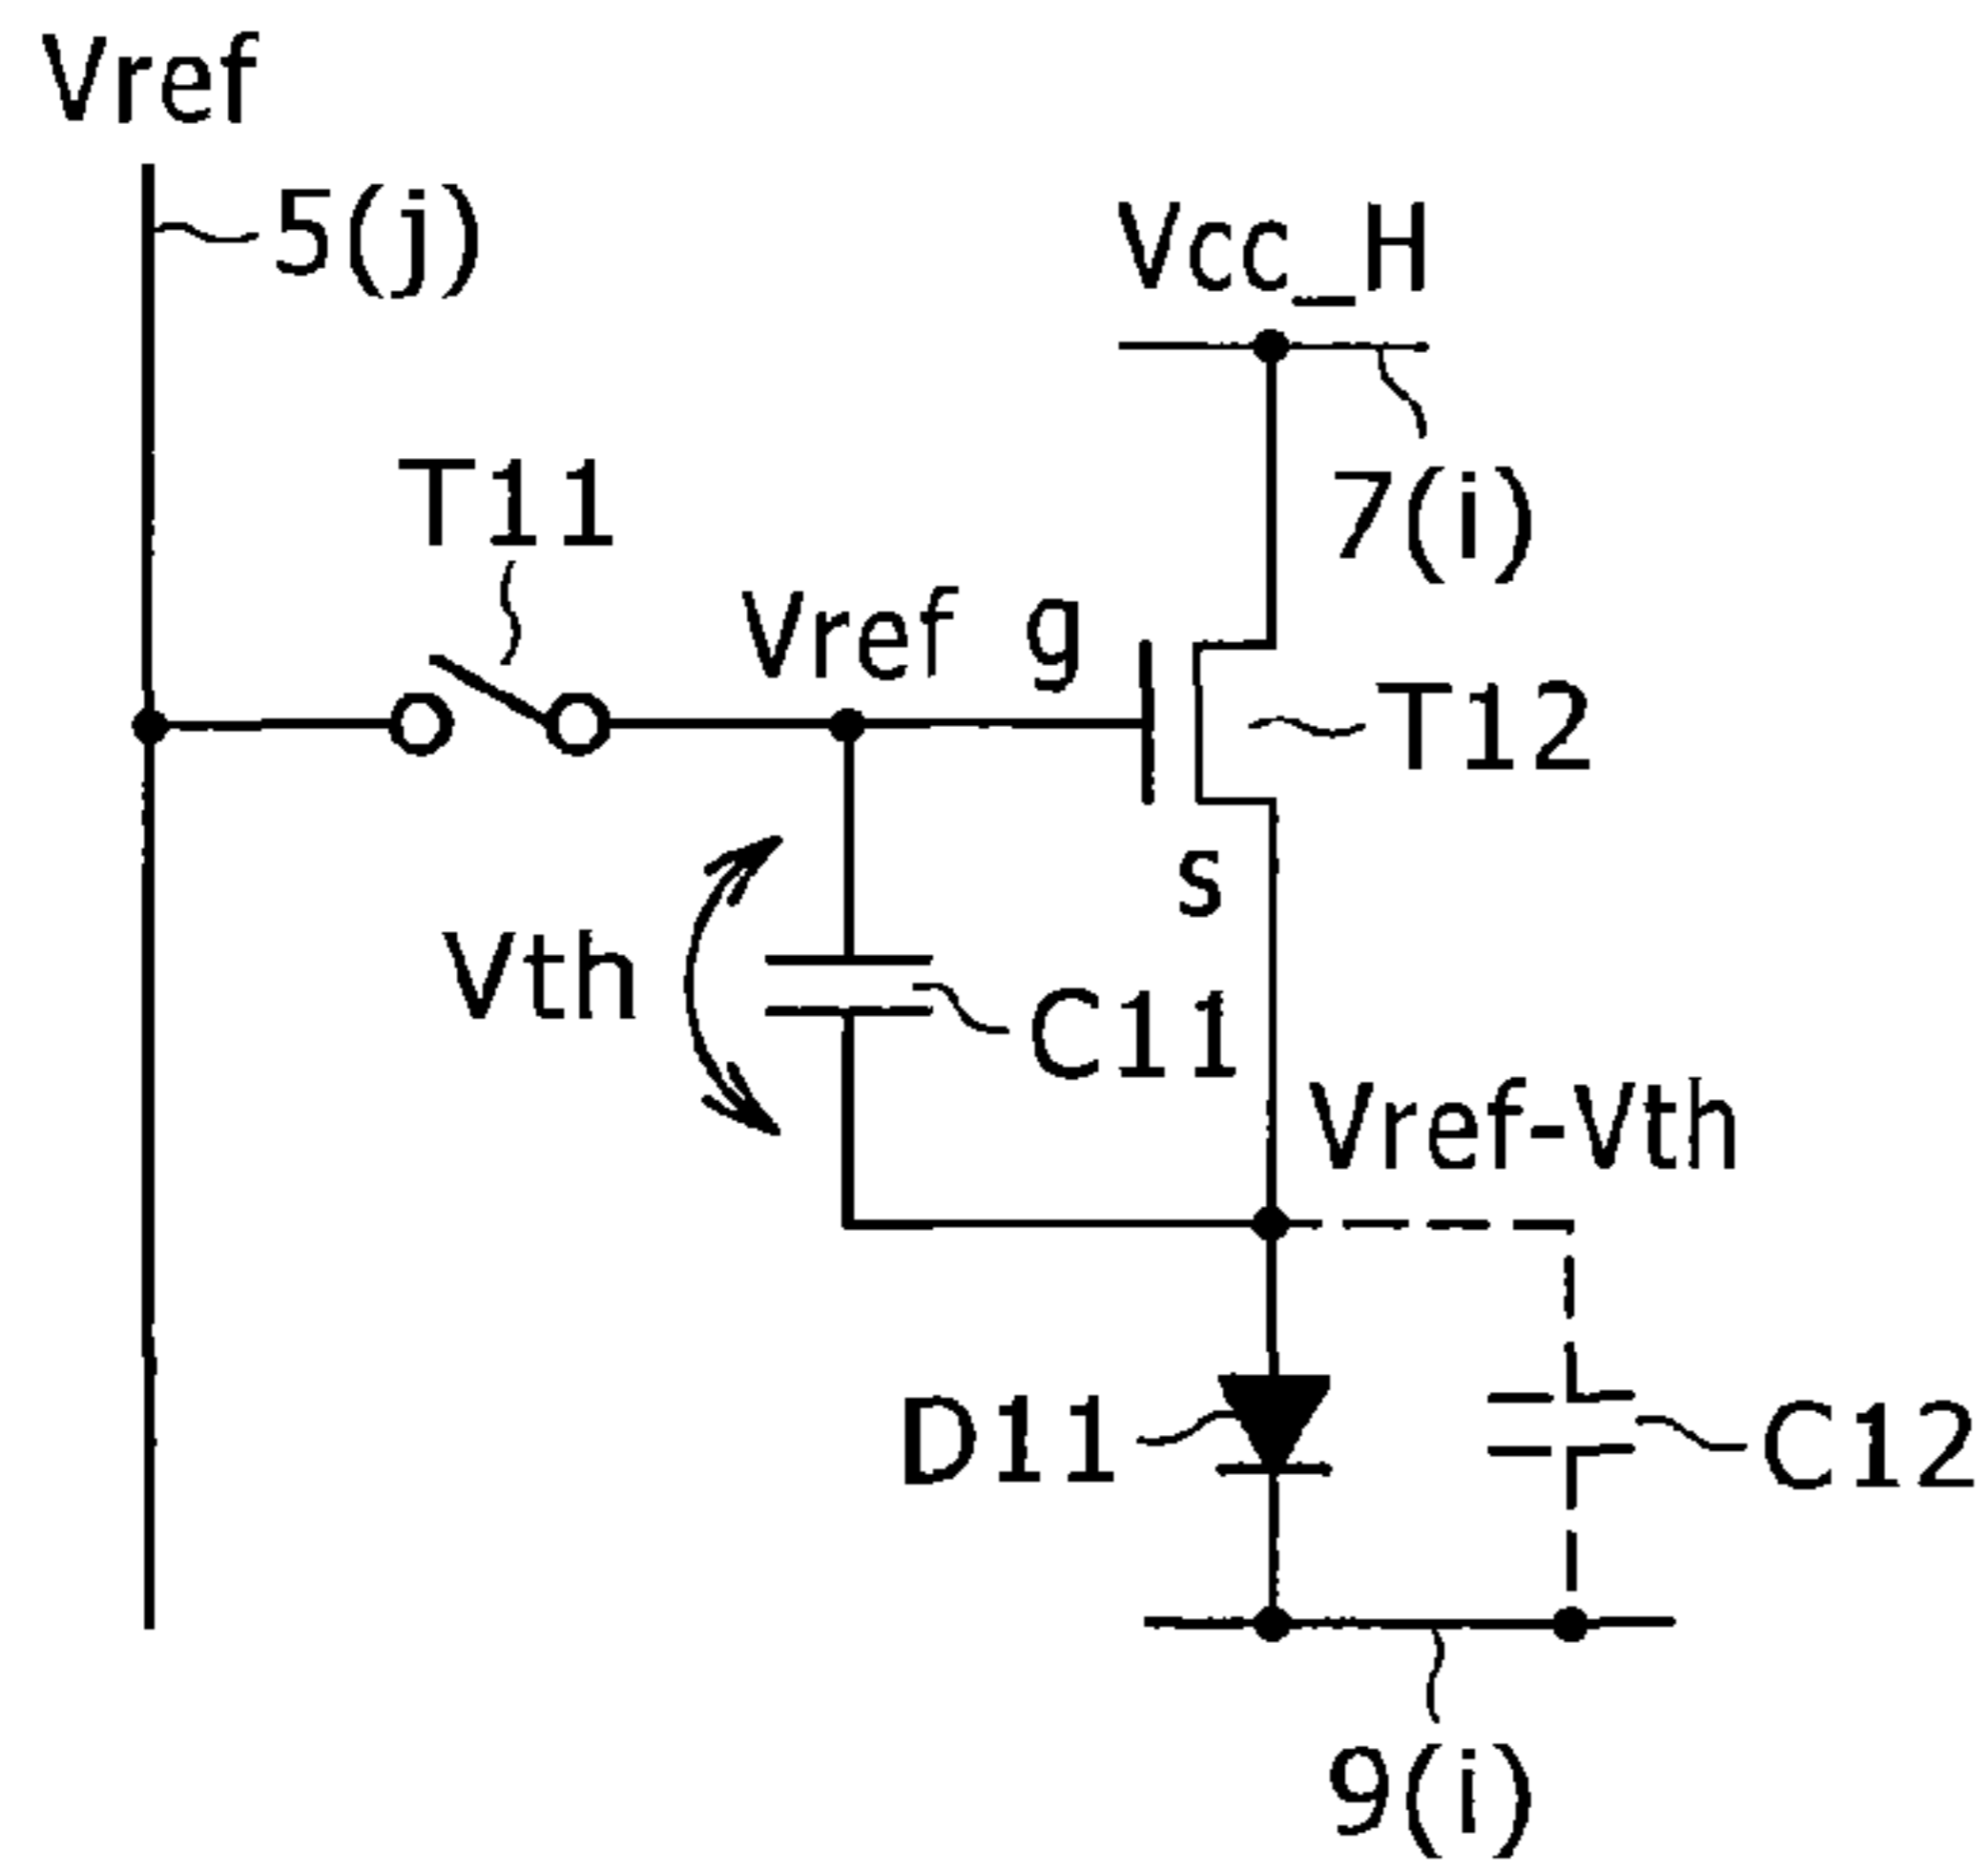 Vref
5(j)
Vcc_H
T11
7(i)
Vref
g
T12
s
Vth
C11
Vref-Vth
D11
C12
9(i)